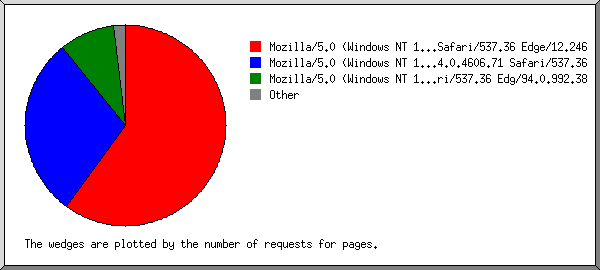 Mozilla/5.0 (Windows NT 1...Safari/537.36 Edge/12.246
Mozilla/5.0 (Windows NT 1...4.0.4606.71 Safari/537.36
Mozilla/5.0 (Windows NT 1...ri/537.36 Edg/94.0.992.38
Other
The wedges are plotted by the number of requests for pages.